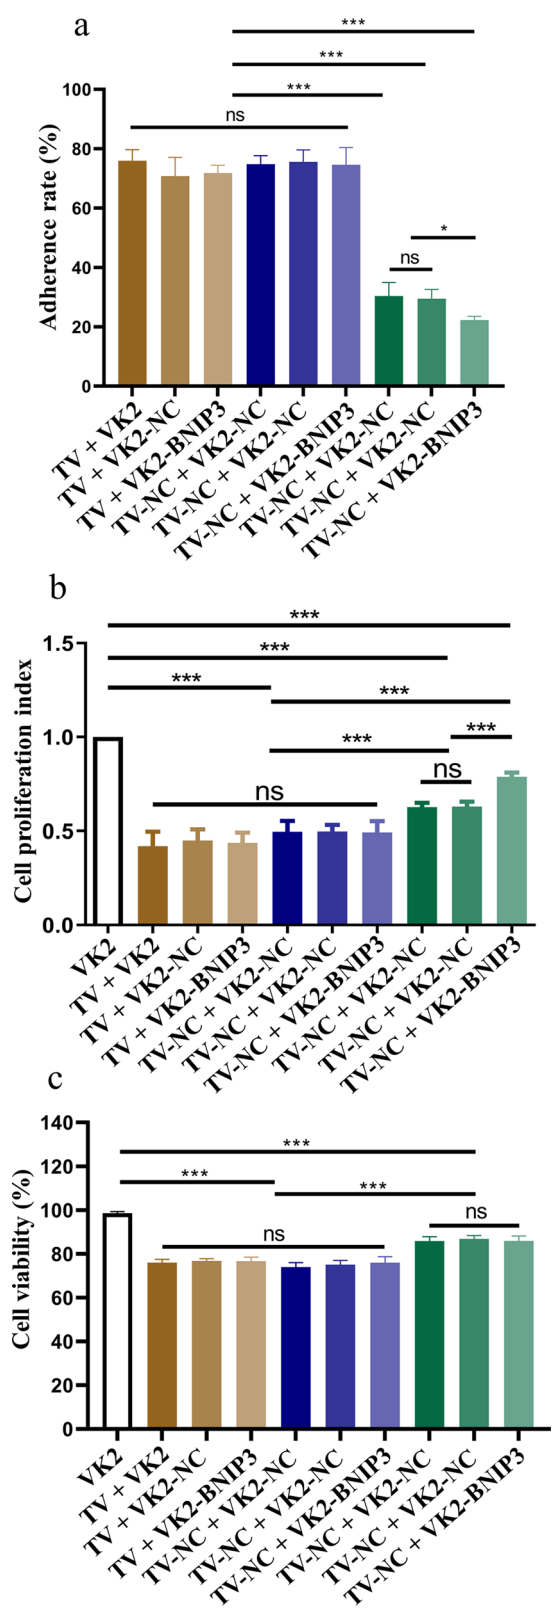 a
***
***
***
ns
ns
*
Adherence rate (%)
100
80
60
40
20
0
TV + VK2
TV + VK2-NC
TV + VK2-BNIP3
TV-NC + VK2-NC
TV-NC + VK2-NC
TV-NC + VK2-BNIP3
TV-NC + VK2-NC
TV-NC + VK2-NC
TV-NC + VK2-BNIP3
b
***
***
***
***
***
***
ns
ns
Cell proliferation index
1.5
1.0
0.5
0.0
VK2
TV + VK2
TV + VK2-NC
TV + VK2-BNIP3
TV-NC + VK2-NC
TV-NC + VK2-NC
TV-NC + VK2-BNIP3
TV-NC + VK2-NC
TV-NC + VK2-NC
TV-NC + VK2-BNIP3
c
***
***
***
ns
ns
Cell viability (%)
140
120
100
80
60
40
20
0
VK2
TV + VK2
TV + VK2-NC
TV + VK2-BNIP3
TV-NC + VK2-NC
TV-NC + VK2-NC
TV-NC + VK2-BNIP3
TV-NC + VK2-NC
TV-NC + VK2-NC
TV-NC + VK2-BNIP3